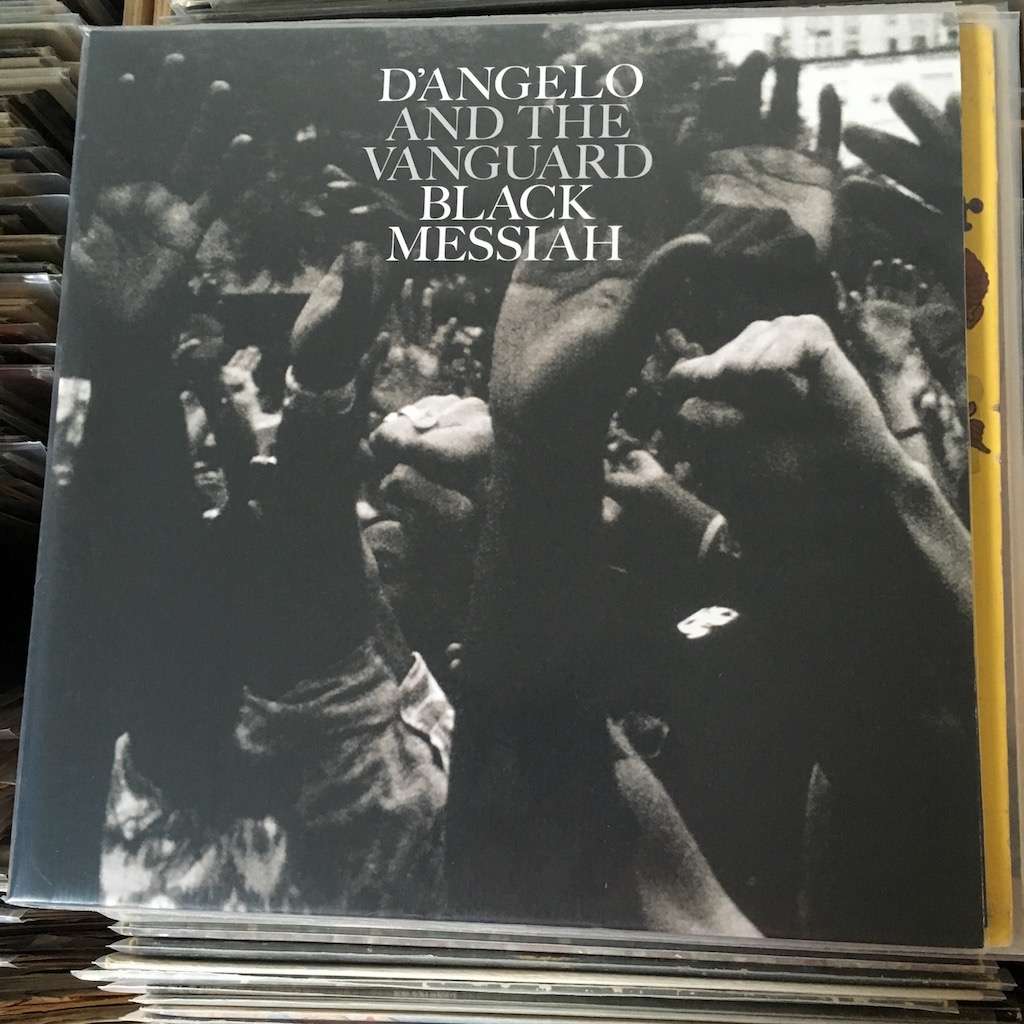 D'ANGELO
AND THE
VANGUARD
BLACK
MESSIAH